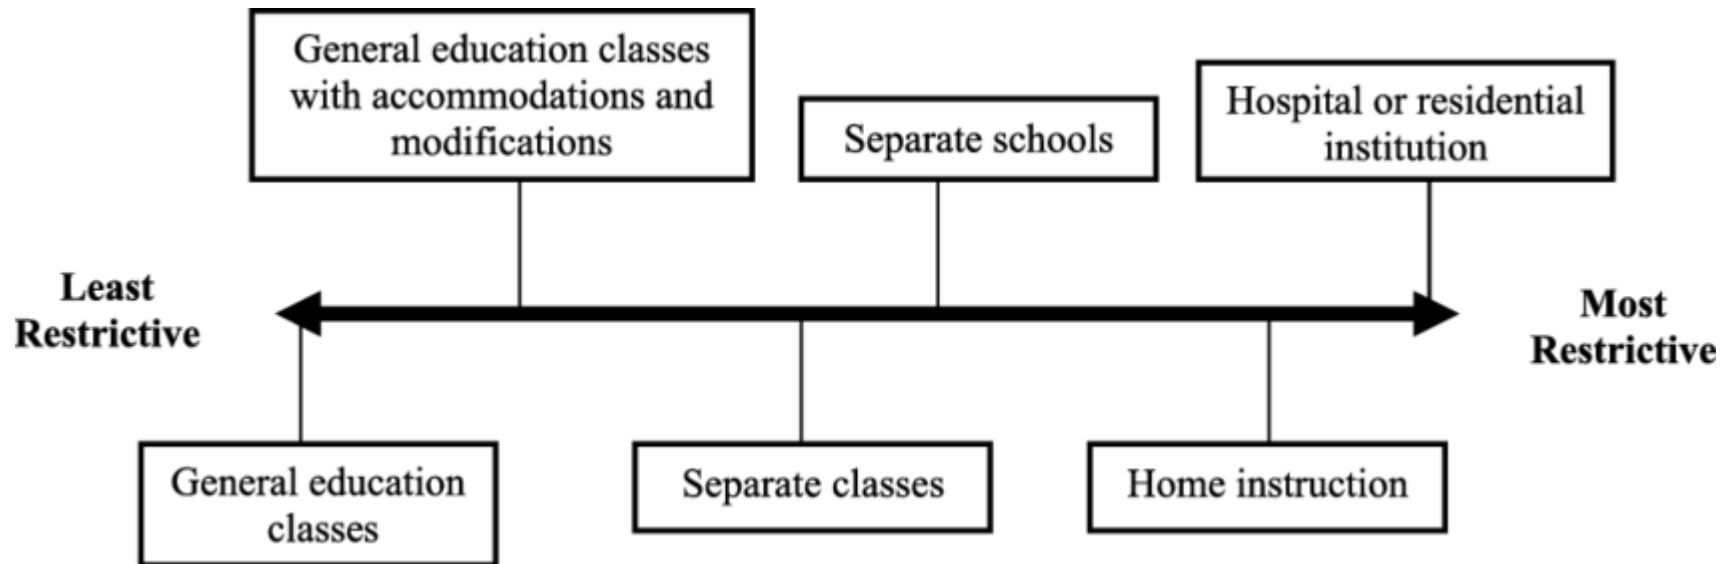 General education classes
with accommodations and
modifications
Separate schools
Hospital or residential
institution
Least
Restrictive
Most
Restrictive
General education
classes
Separate classes
Home instruction